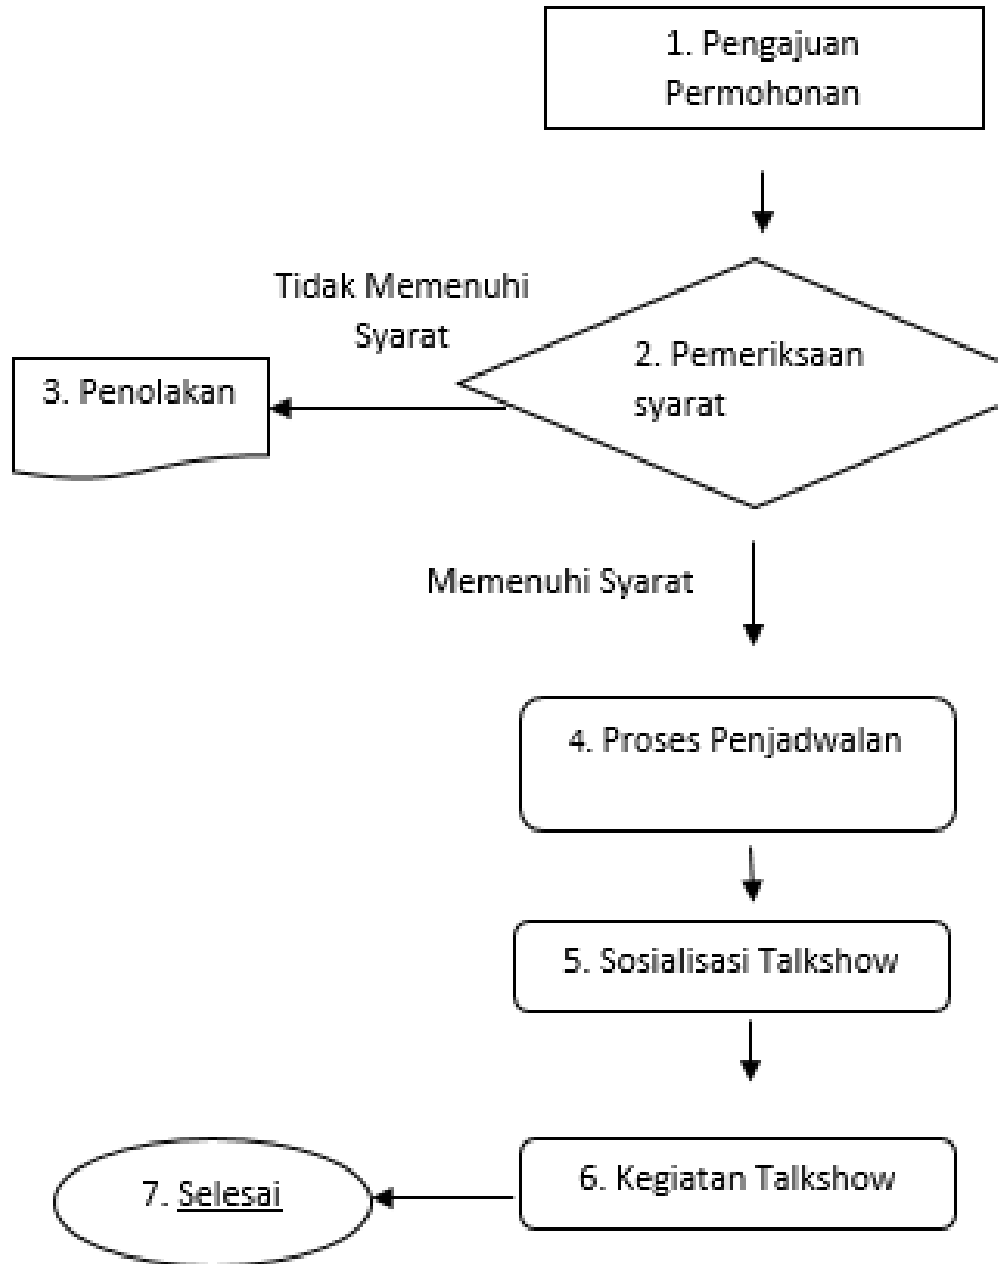 1. Pengajuan
Permohonan
Tidak Memenuhi
Syarat
2. Pemeriksaan
syarat
3. Penolakan
Memenuhi Syarat
4. Proses Penjadwalan
5. Sosialisasi Talkshow
6. Kegiatan Talkshow
7. Selesai